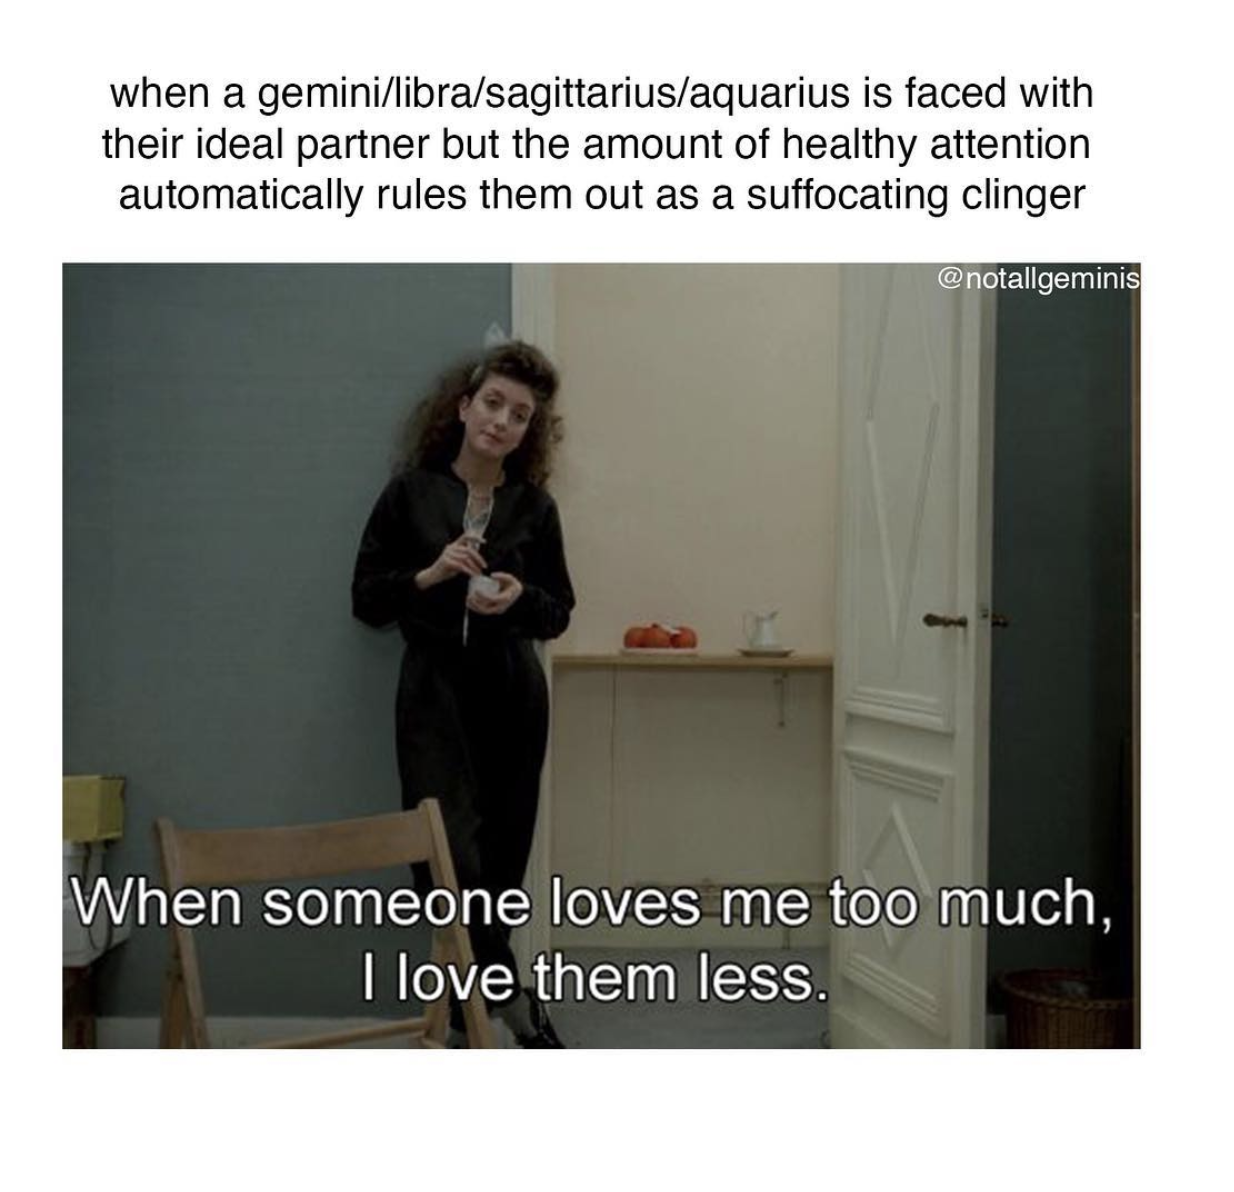 when a gemini/libra/sagittarius/aquarius is faced with
their ideal partner but the amount of healthy attention
automatically rules them out as a suffocating clinger
@notallgeminis
When someone loves me too much,
I love them less.